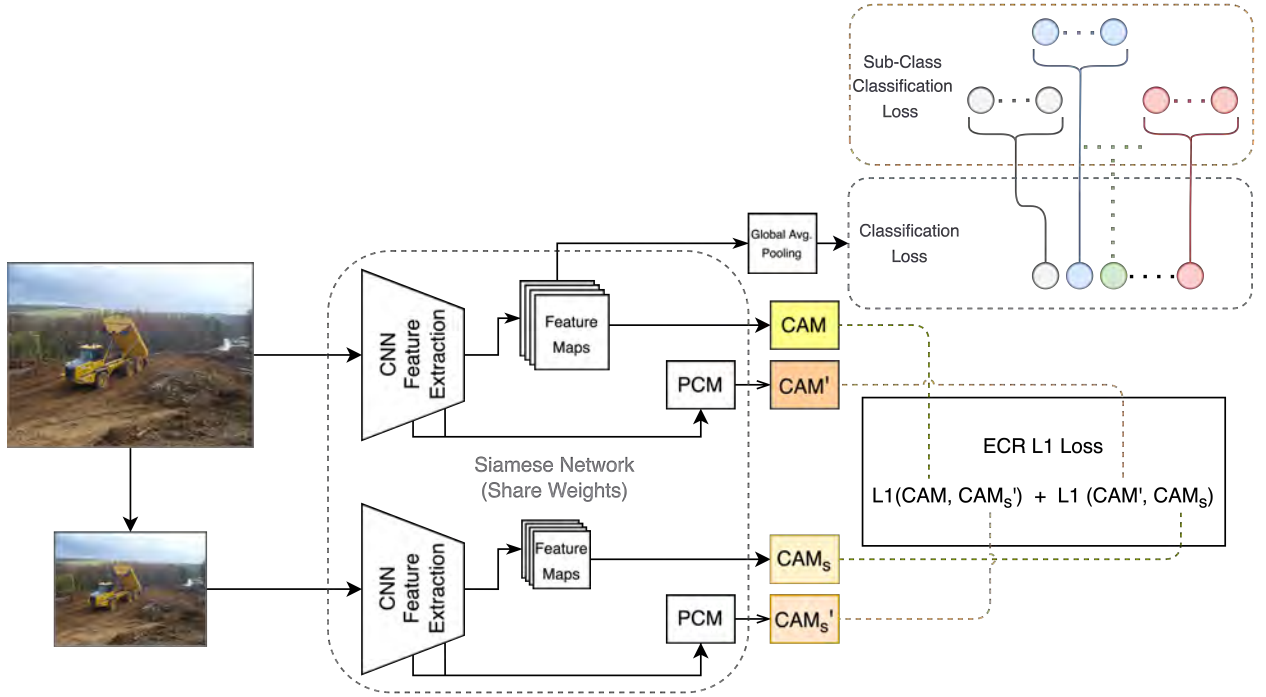 Sub-Class
Classification
Loss
Classification
Loss
Global Avg.
Pooling
CNN
Feature
Extraction
Feature
Maps
CAM
PCM
CAM'
Siamese Network
(Share Weights)
ECR L1 Loss
L1(CAM, CAMs') + L1 (CAM', CAMs)
CNN
Feature
Extraction
Feature
Maps
CAMs
PCM
CAMs'